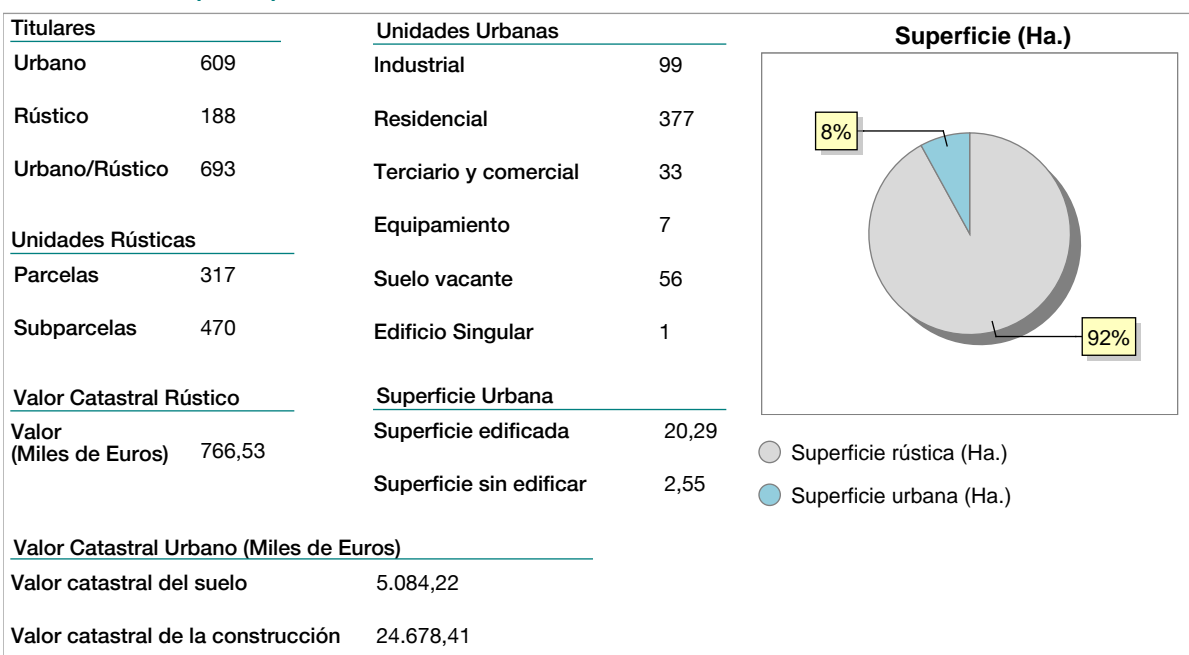 Titulares
Urbano 609
Rústico 188
Urbano/Rústico 693
Unidades Rústicas
Parcelas 317
Subparcelas 470
Valor Catastral Rústico
Valor
(Miles de Euros) 766,53
Unidades Urbanas
Industrial 99
Residencial 377
Terciario y comercial 33
Equipamiento 7
Suelo vacante 56
Edificio Singular 1
Superficie Urbana
Superficie edificada 20,29
Superficie sin edificar 2,55
Valor Catastral Urbano (Miles de Euros)
Valor catastral del suelo 5.084,22
Valor catastral de la construcción 24.678,41
Superficie (Ha.)
8%
92%
Superficie rústica (Ha.)
Superficie urbana (Ha.)